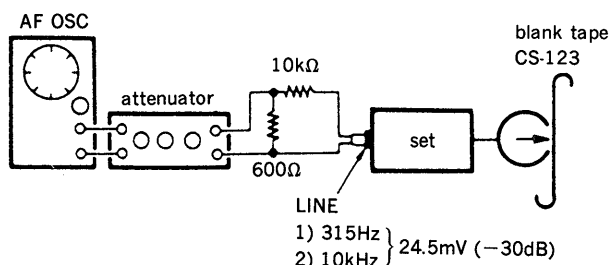 AF OSC
blank tape
CS-123
10kΩ
attenuator
set
600Ω
LINE
1) 315Hz
2) 10kHz
24.5mV (−30dB)